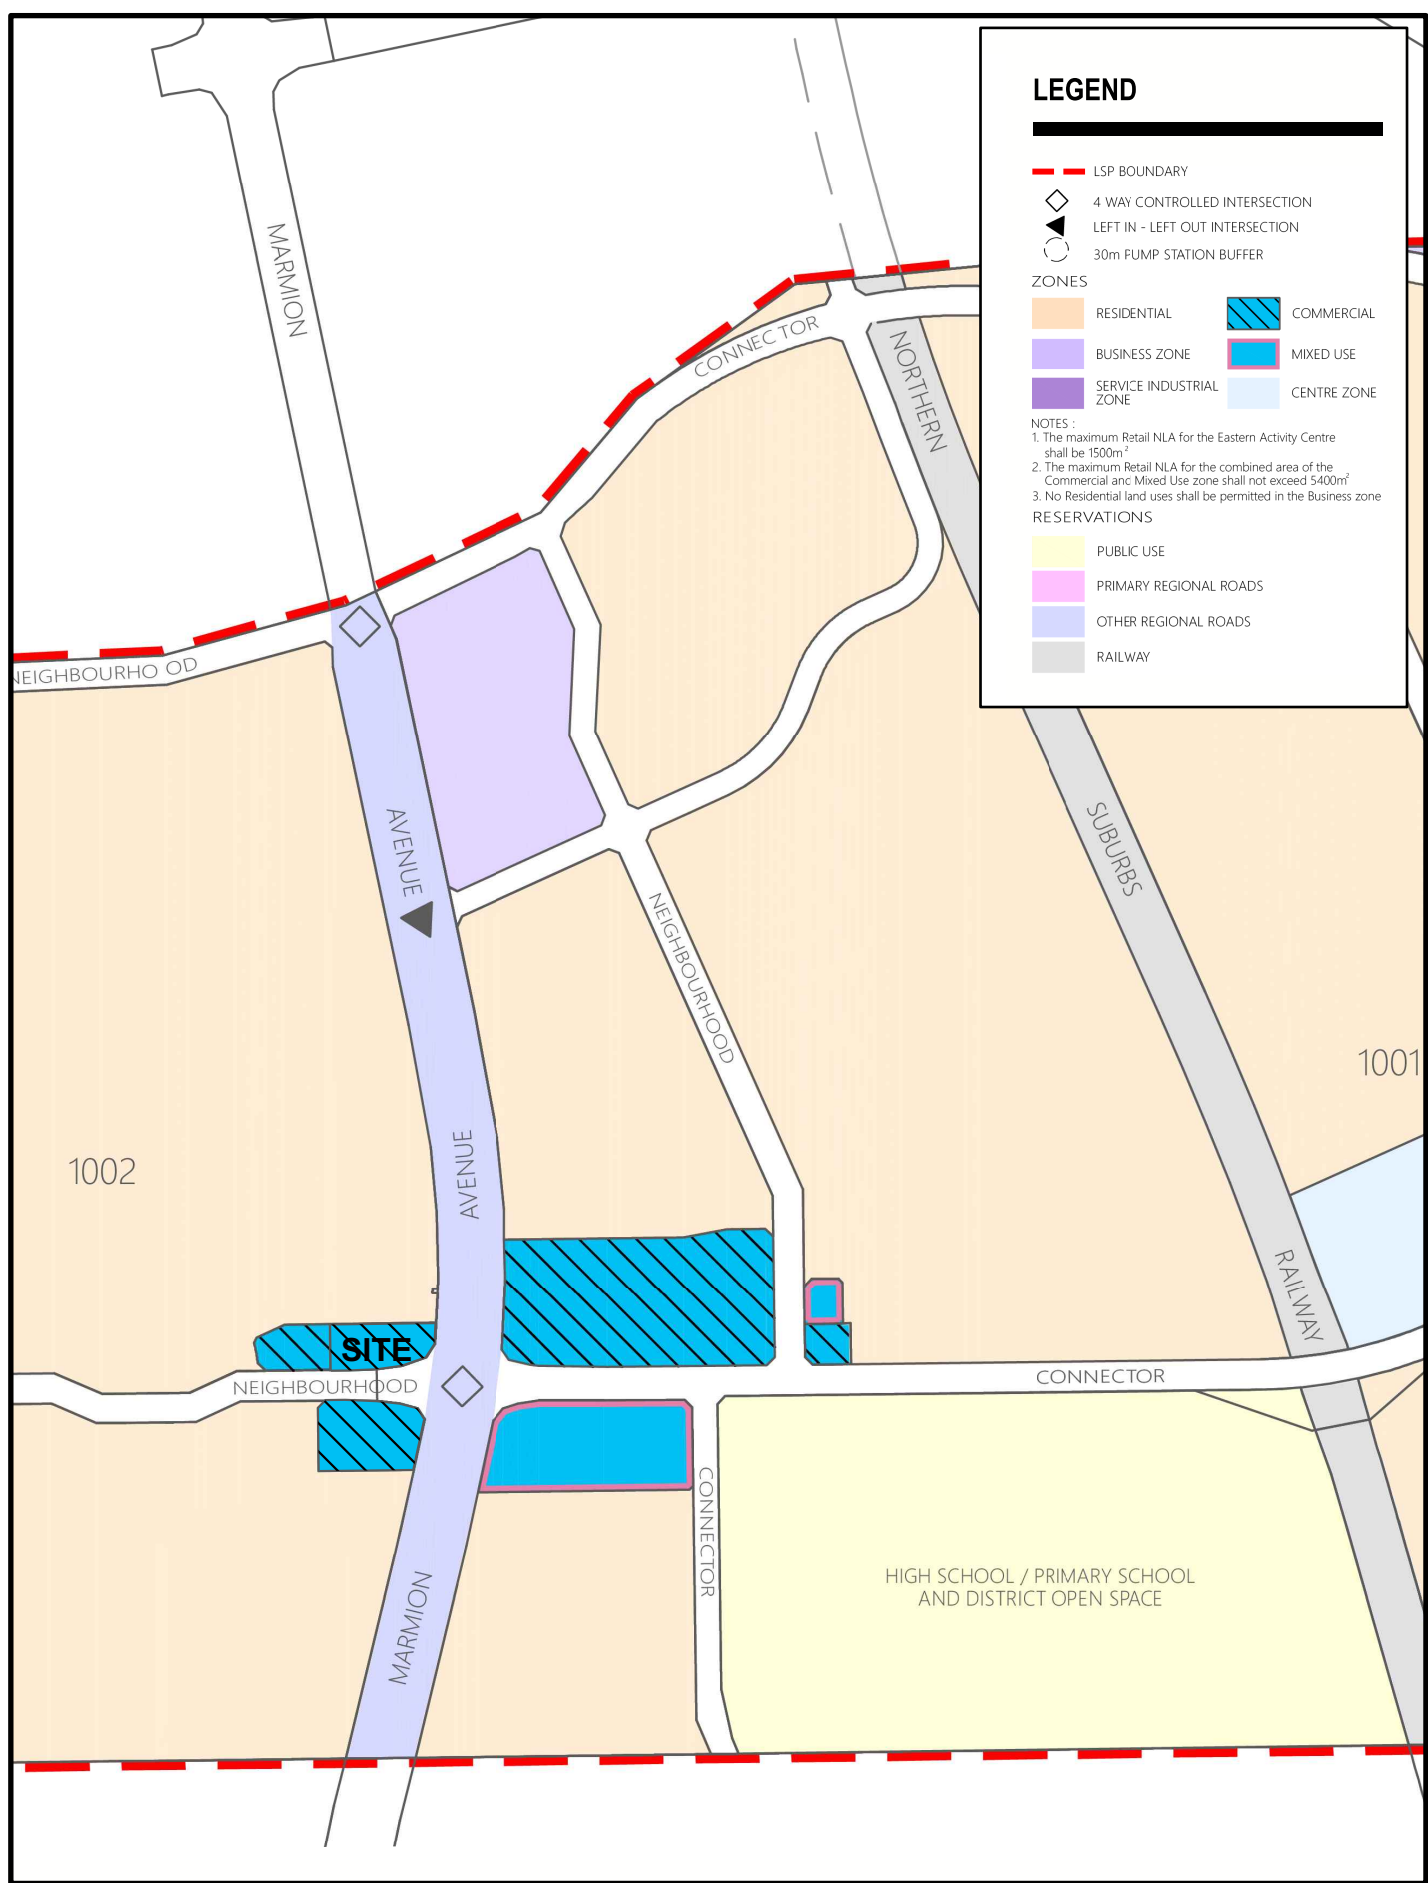 LEGEND
LSP BOUNDARY
4 WAY CONTROLLED INTERSECTION
LEFT IN - LEFT OUT INTERSECTION
30m PUMP STATION BUFFER
ZONES
RESIDENTIAL
COMMERCIAL
BUSINESS ZONE
MIXED USE
SERVICE INDUSTRIAL
ZONE
CENTRE ZONE
NOTES :
1. The maximum Retail NLA for the Eastern Activity Centre
shall be 1500m²
2. The maximum Retail NLA for the combined area of the
Commercial and Mixed Use zone shall not exceed 5400m²
3. No Residential land uses shall be permitted in the Business zone
RESERVATIONS
PUBLIC USE
PRIMARY REGIONAL ROADS
OTHER REGIONAL ROADS
RAILWAY
MARMION
CONNECTOR
NORTHERN
NEIGHBOURHO OD
AVENUE
SUBURBS
NEIGHBOURHOOD
1001
1002
AVENUE
RAILWAY
SITE
NEIGHBOURHOOD
CONNECTOR
CONNECTOR
HIGH SCHOOL / PRIMARY SCHOOL
AND DISTRICT OPEN SPACE
MARMION